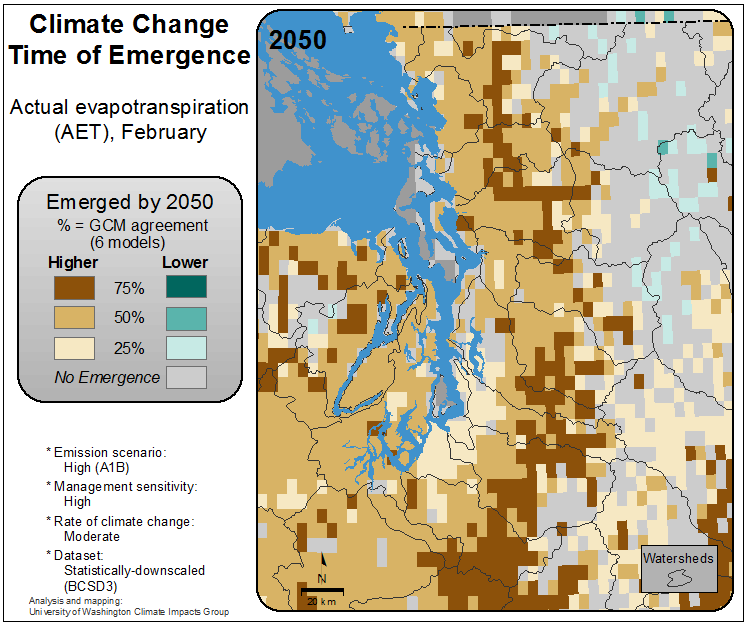 Climate Change
Time of Emergence
Actual evapotranspiration
(AET), February
Emerged by 2050
% = GCM agreement
(6 models)
Higher Lower
75%
50%
25%
No Emergence
* Emission scenario:
High (A1B)
* Management sensitivity:
High
* Rate of climate change:
Moderate
* Dataset:
Statistically-downscaled
(BCSD3)
Analysis and mapping:
University of Washington Climate Impacts Group
2050
N
20 km
Watersheds